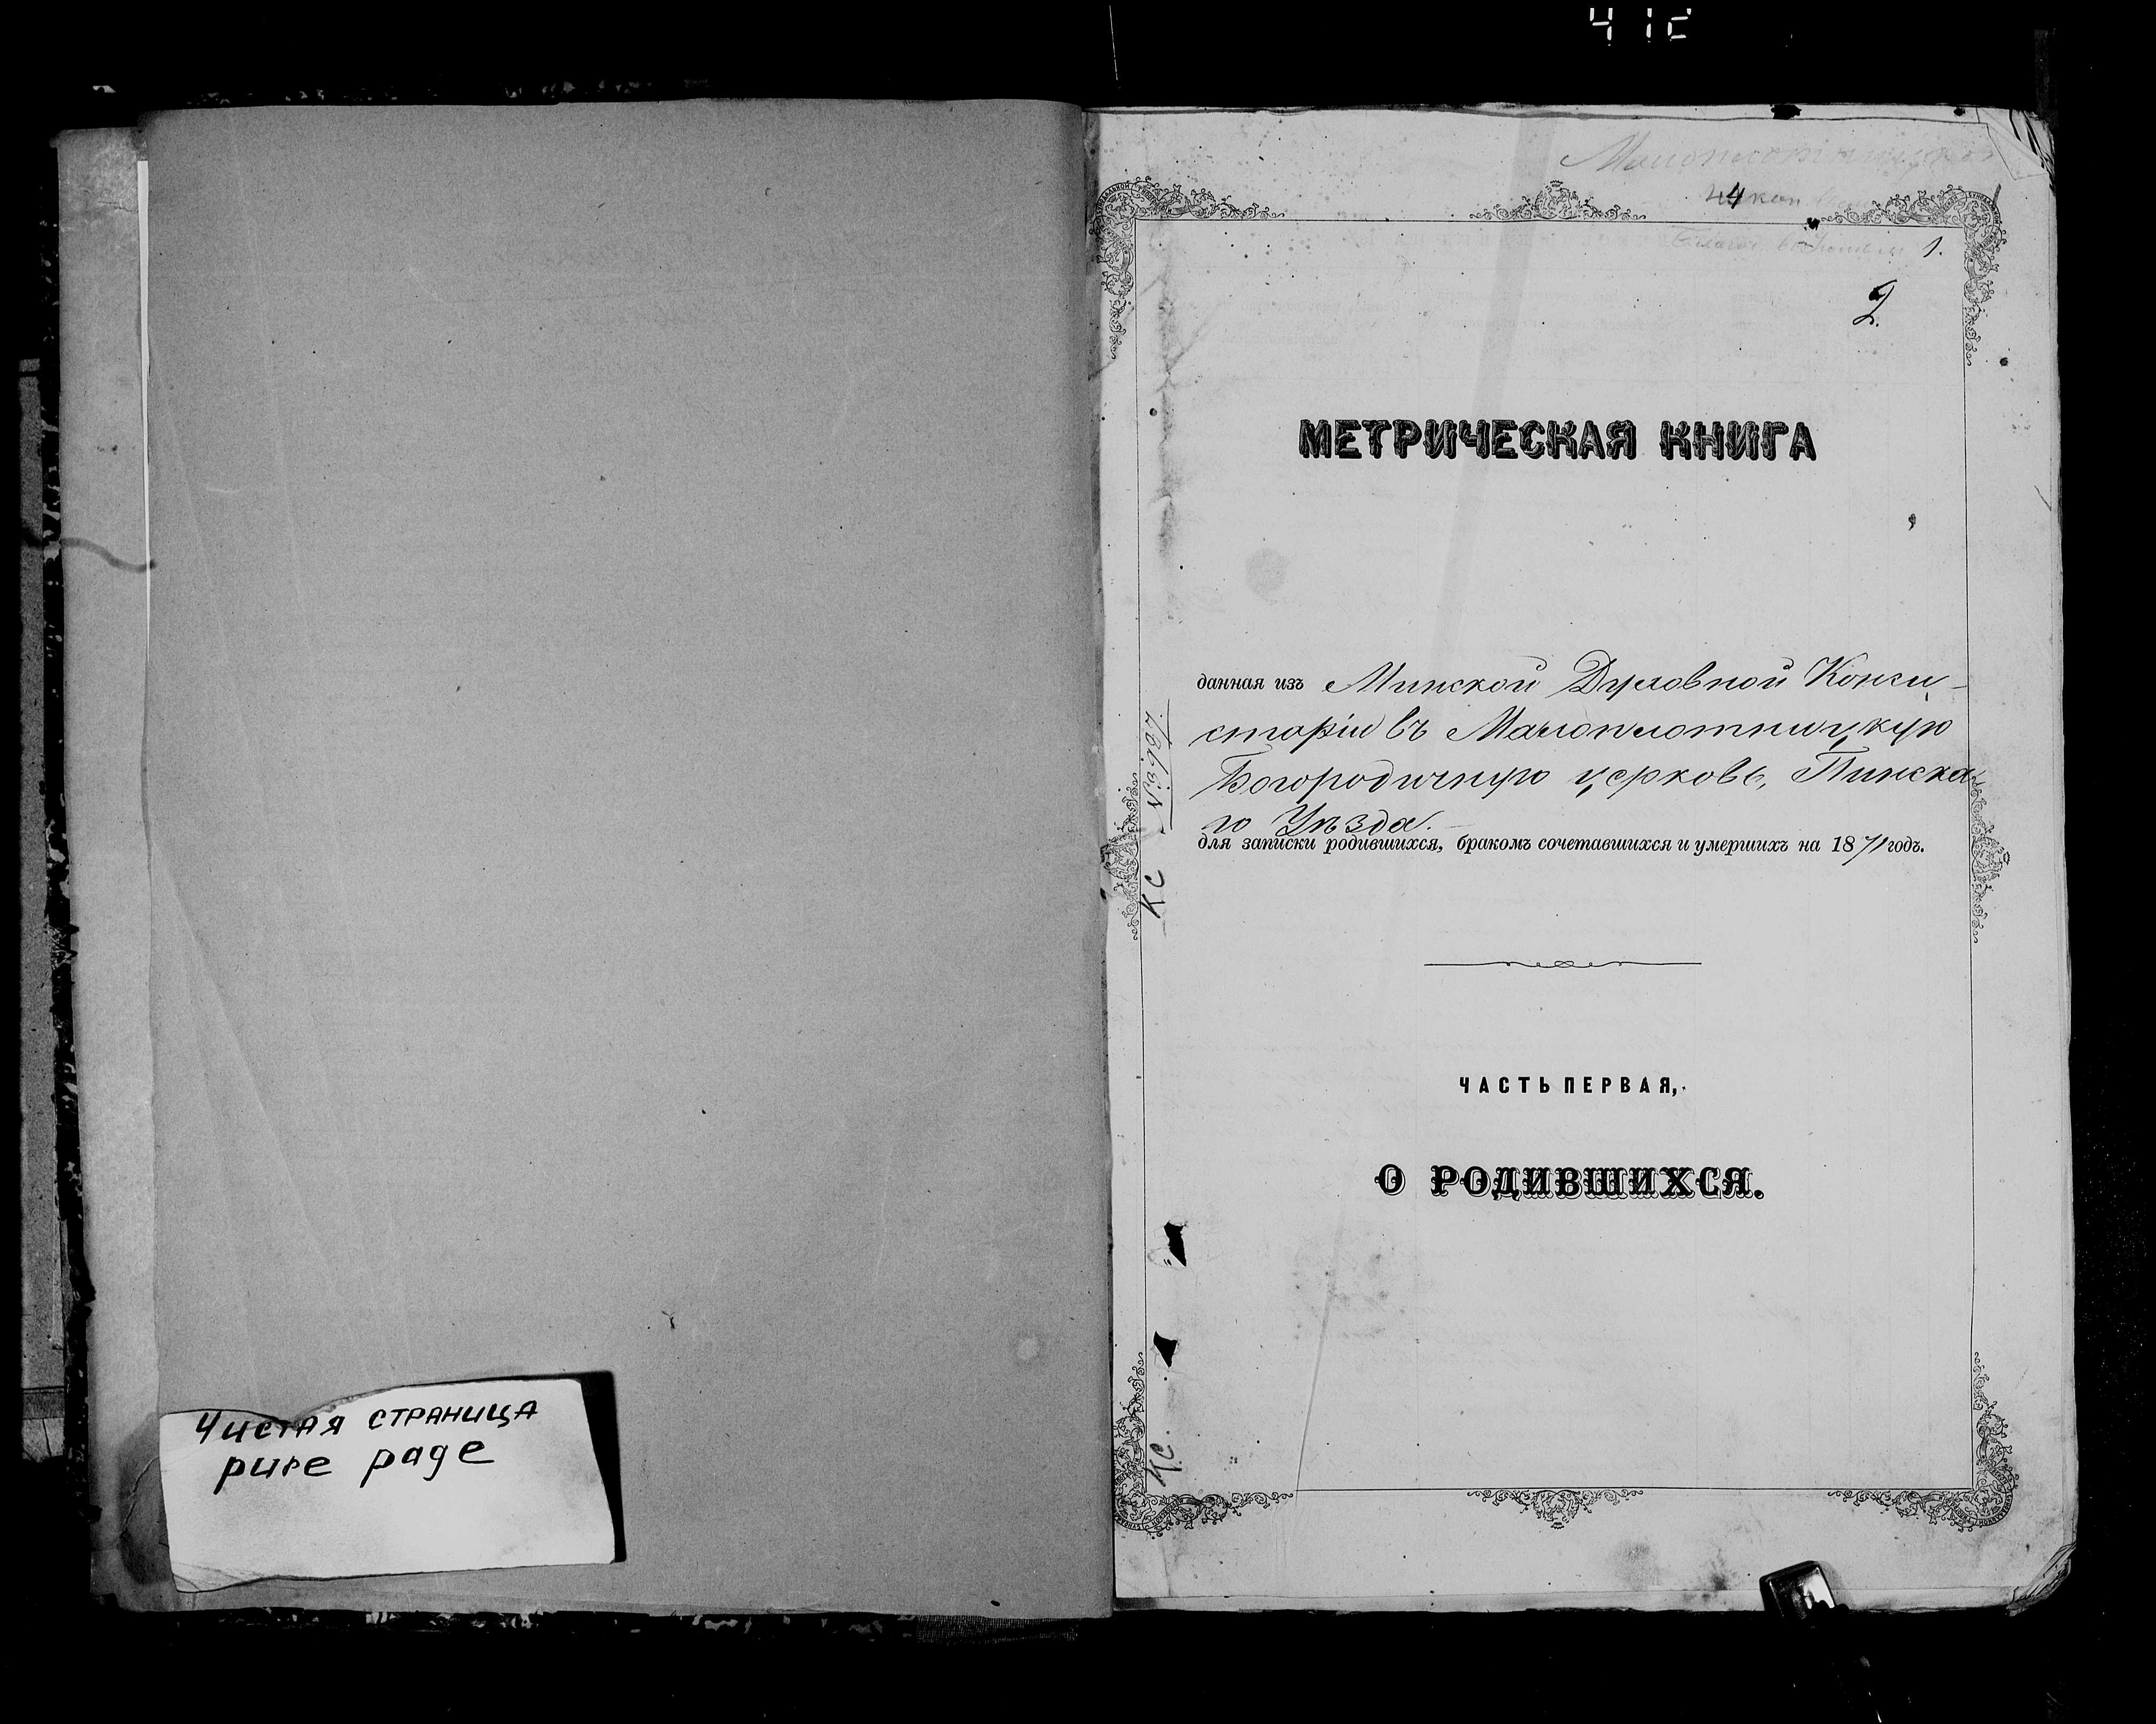 Чистая страница
pure page
1.
2.
МЕТРИЧЕСКАЯ КНИГА
данная изъ Минской Духовной Конси-
сторіи въ Малоплотницкую
Богородичную церковь, Пинска
го Уѣзда.
для записки родившихся, бракомъ сочетавшихся и умершихъ на 1871 годъ.
ЧАСТЬ ПЕРВАЯ,
О РОДИВШИХСЯ.